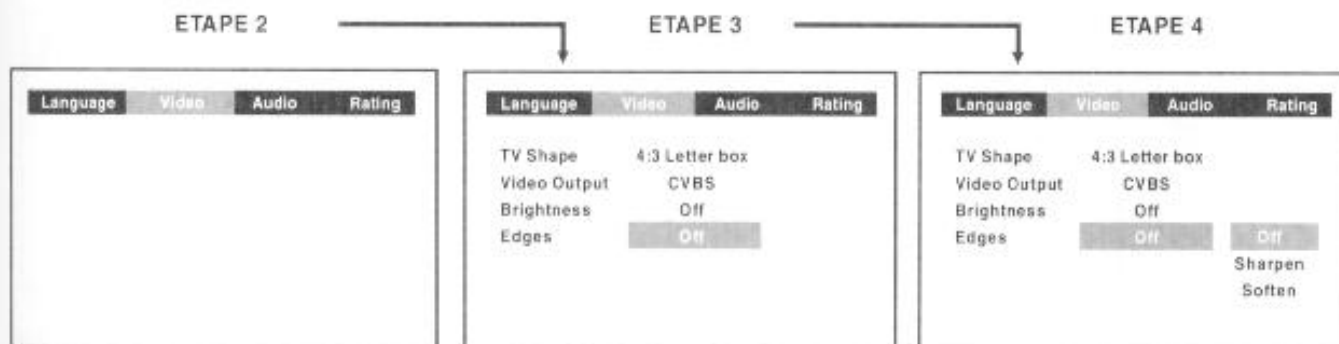 ETAPE 2
ETAPE 3
ETAPE 4
Language Video Audio Rating
Language Video Audio Rating
TV Shape 4:3 Letter box
Video Output CVBS
Brightness Off
Edges Off
Language Video Audio Rating
TV Shape 4:3 Letter box
Video Output CVBS
Brightness Off
Edges Off Off
Sharpen
Soften